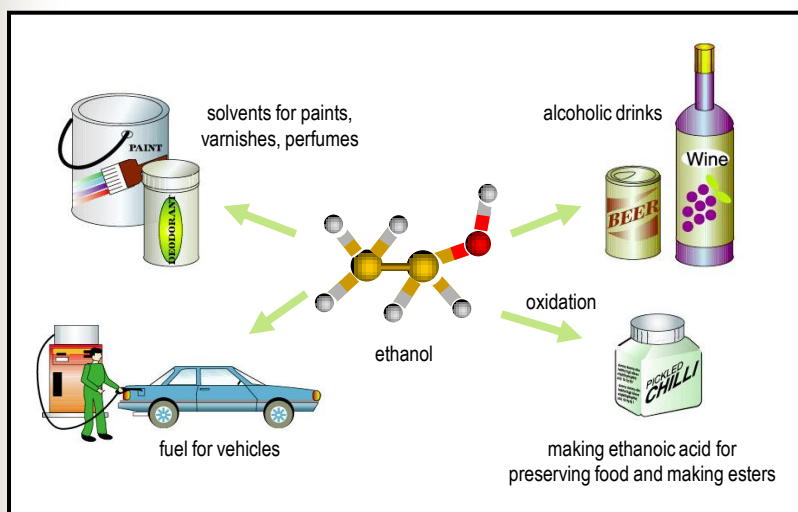 solvents for paints,
varnishes, perfumes
PAINT
DEODORANT
alcoholic drinks
Wine
BEER
ethanol
oxidation
fuel for vehicles
PICKLED
CHILLI
making ethanoic acid for
preserving food and making esters